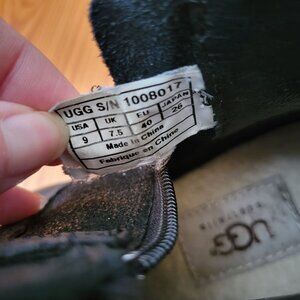 UGG S/N 1008017
USA UK EU JAPAN
9 7.5 40 26
Made in China
Fabriqué en Chine
UGG